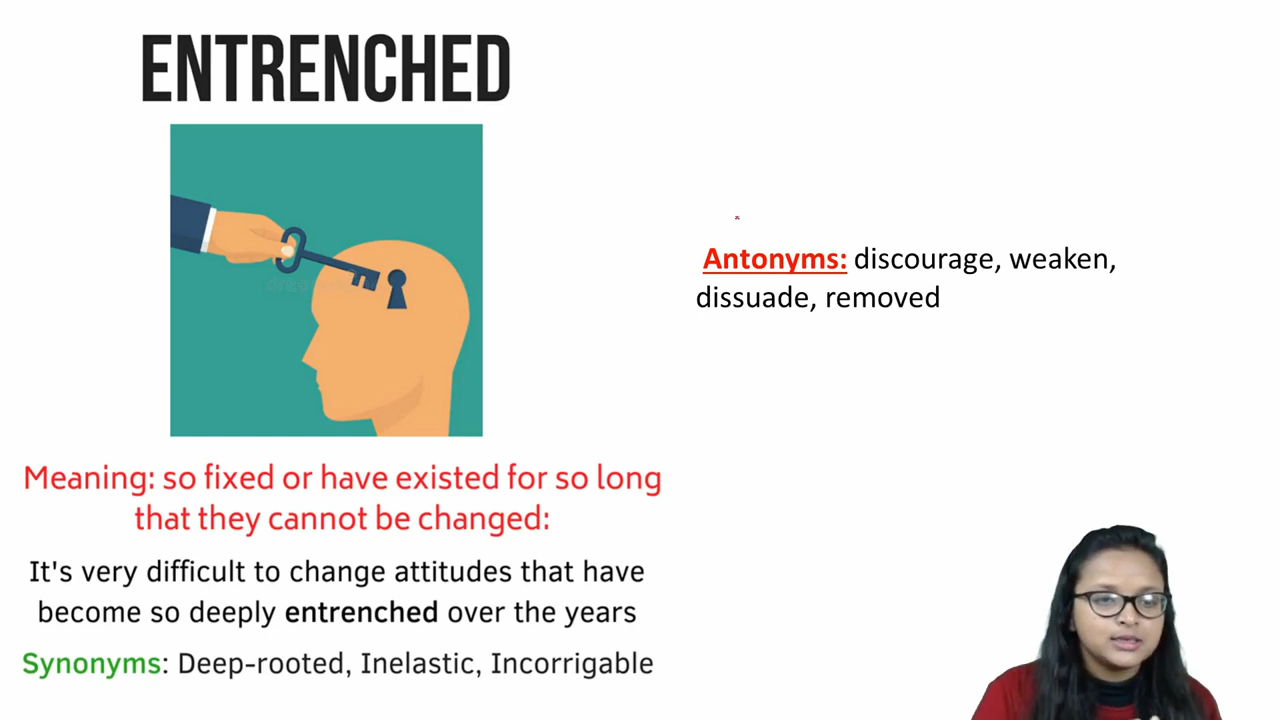 ENTRENCHED
Meaning: so fixed or have existed for so long
that they cannot be changed:
It's very difficult to change attitudes that have
become so deeply entrenched over the years
Synonyms: Deep-rooted, Inelastic, Incorrigable
Antonyms: discourage, weaken,
dissuade, removed